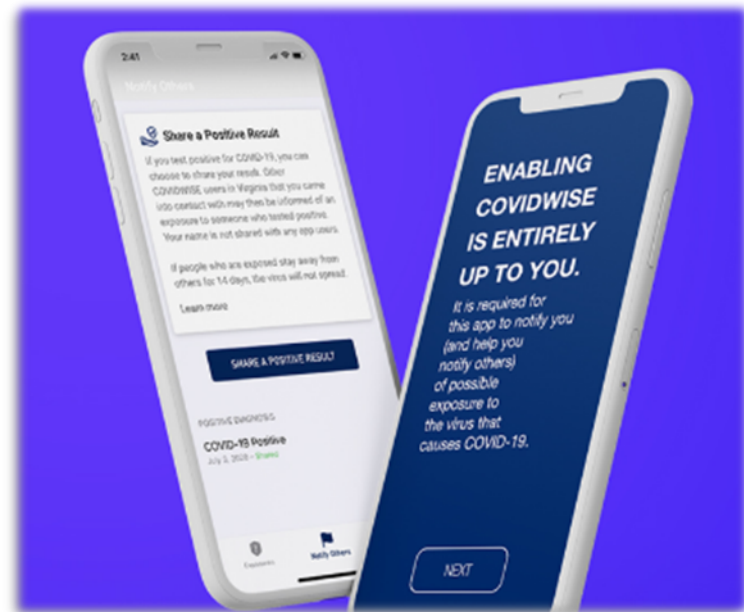 2:41
Notify Others
Share a Positive Result
If you test positive for COVID-19, you can
choose to share your result. Other
COVIDWISE users in Virginia that you came
into contact with may then be informed of an
exposure to someone who tested positive.
Your name is not shared with any app users.
If people who are exposed stay away from
others for 14 days, the virus will not spread.
Learn more
SHARE A POSITIVE RESULT
POSITIVE DIAGNOSIS
COVID-19 Positive
July 2, 2020 - Shared
Exposures
Notify Others
ENABLING
COVIDWISE
IS ENTIRELY
UP TO YOU.
It is required for
this app to notify you
(and help you
notify others)
of possible
exposure to
the virus that
causes COVID-19.
NEXT